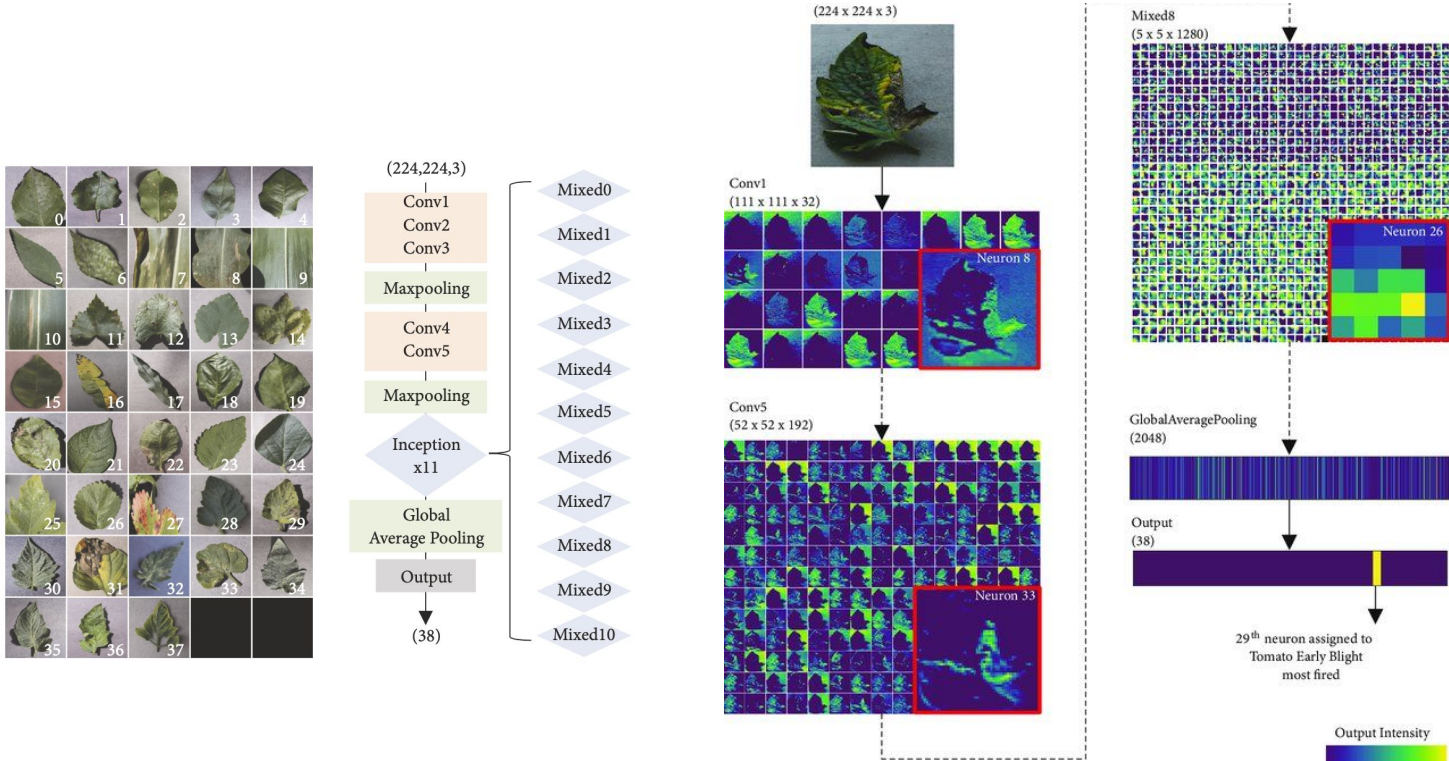 0
1
2
3
4
5
6
7
8
9
10
11
12
13
14
15
16
17
18
19
20
21
22
23
24
25
26
27
28
29
30
31
32
33
34
35
36
37
(224,224,3)
Conv1
Conv2
Conv3
Maxpooling
Conv4
Conv5
Maxpooling
Inception
x11
Global
Average Pooling
Output
(38)
Mixed0
Mixed1
Mixed2
Mixed3
Mixed4
Mixed5
Mixed6
Mixed7
Mixed8
Mixed9
Mixed10
(224 x 224 x 3)
Conv1
(111 x 111 x 32)
Neuron 8
Conv5
(52 x 52 x 192)
Neuron 33
Mixed8
(5 x 5 x 1280)
Neuron 26
GlobalAveragePooling
(2048)
Output
(38)
29th neuron assigned to
Tomato Early Blight
most fired
Output Intensity